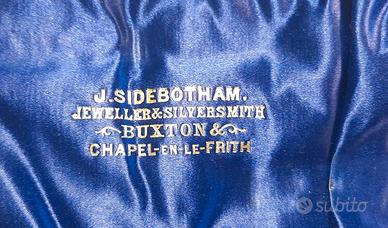 J. SIDEBOTHAM.
JEWELLER & SILVERSMITH
BUXTON &
CHAPEL-EN-LE-FRITH
subito